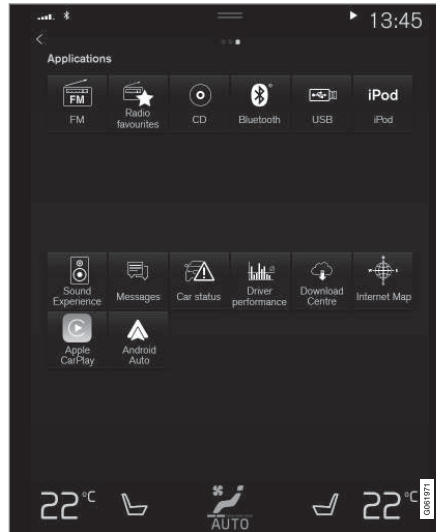 13:45
Applications
FM
iPod
FM
Radio
favourites
CD
Bluetooth
USB
iPod
Sound
Experience
Messages
Car status
Driver
performance
Download
Centre
Internet Map
Apple
CarPlay
Android
Auto
22°C
AUTO
22°C
G061971